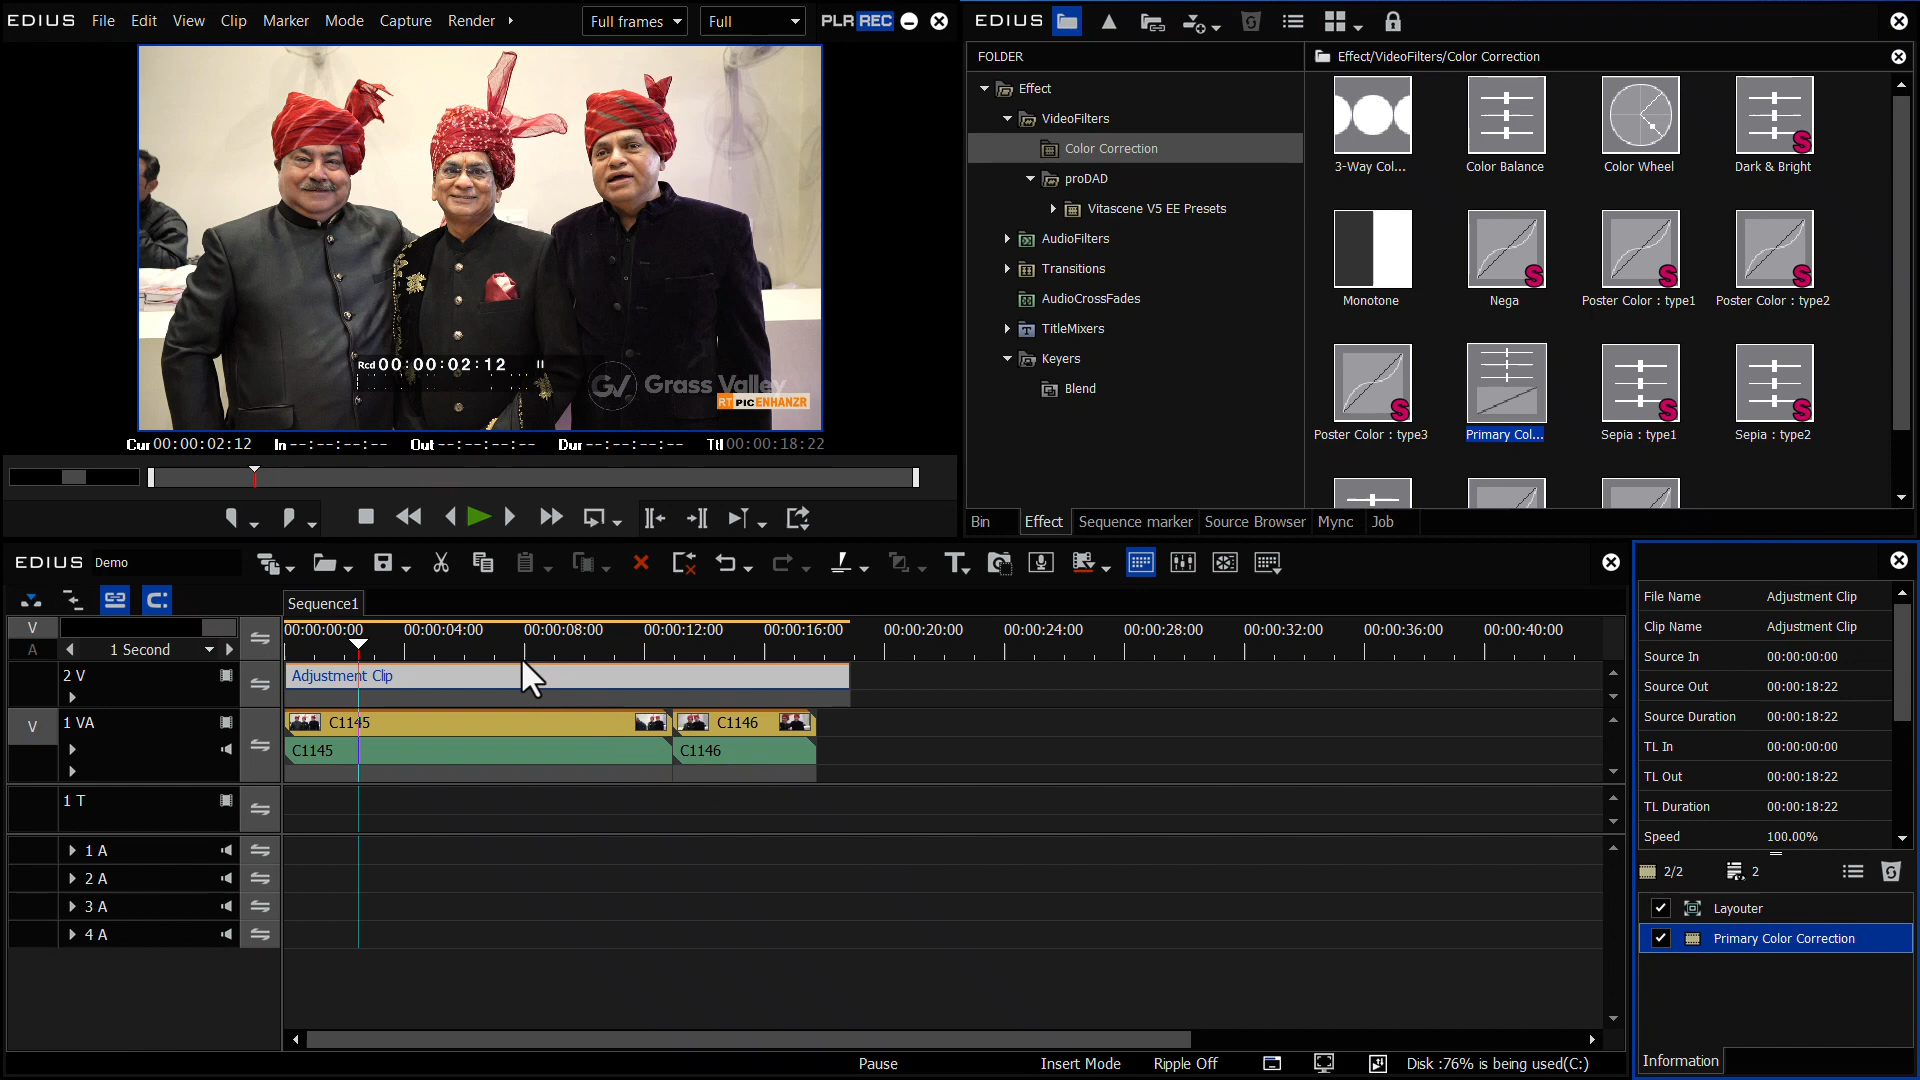 EDIUS File Edit View Clip Marker Mode Capture Render Full frames Full PLR REC
Rcd 00:00:02:12 II
Grass Valley
RT PIC ENHANZR
Cur 00:00:02:12 In --:--:--:-- Out --:--:--:-- Dur --:--:--:-- Ttl 00:00:18:22
EDIUS
FOLDER
Effect
VideoFilters
Color Correction
proDAD
Vitascene V5 EE Presets
AudioFilters
Transitions
AudioCrossFades
TitleMixers
Keyers
Blend
Effect/VideoFilters/Color Correction
3-Way Col... Color Balance Color Wheel Dark & Bright
Monotone Nega Poster Color : type1 Poster Color : type2
Poster Color : type3 Primary Col... Sepia : type1 Sepia : type2
Bin Effect Sequence marker Source Browser Mync Job
EDIUS Demo
Sequence1
V
A
1 Second
00:00:00:00 00:00:04:00 00:00:08:00 00:00:12:00 00:00:16:00 00:00:20:00 00:00:24:00 00:00:28:00 00:00:32:00 00:00:36:00 00:00:40:00
2 V
Adjustment Clip
V
1 VA
C1145 C1146
C1145 C1146
1 T
1 A
2 A
3 A
4 A
File Name Adjustment Clip
Clip Name Adjustment Clip
Source In 00:00:00:00
Source Out 00:00:18:22
Source Duration 00:00:18:22
TL In 00:00:00:00
TL Out 00:00:18:22
TL Duration 00:00:18:22
Speed 100.00%
2/2 2
Layouter
Primary Color Correction
Information
Pause Insert Mode Ripple Off Disk :76% is being used(C:)